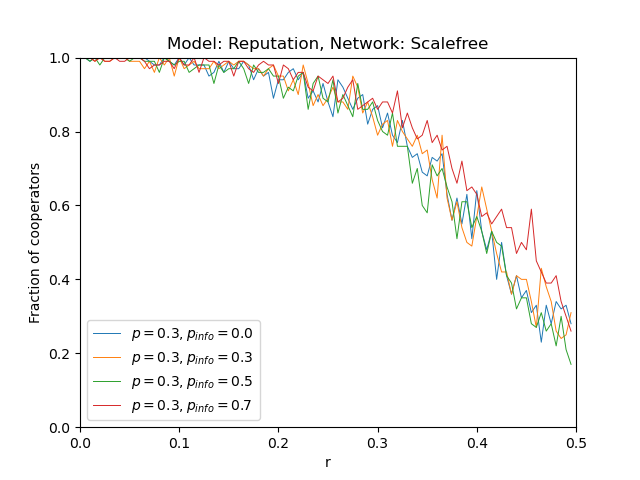 Model: Reputation, Network: Scalefree
1.0
0.8
0.6
0.4
0.2
0.0
Fraction of cooperators
p = 0.3, p_info = 0.0
p = 0.3, p_info = 0.3
p = 0.3, p_info = 0.5
p = 0.3, p_info = 0.7
0.0 0.1 0.2 0.3 0.4 0.5
r